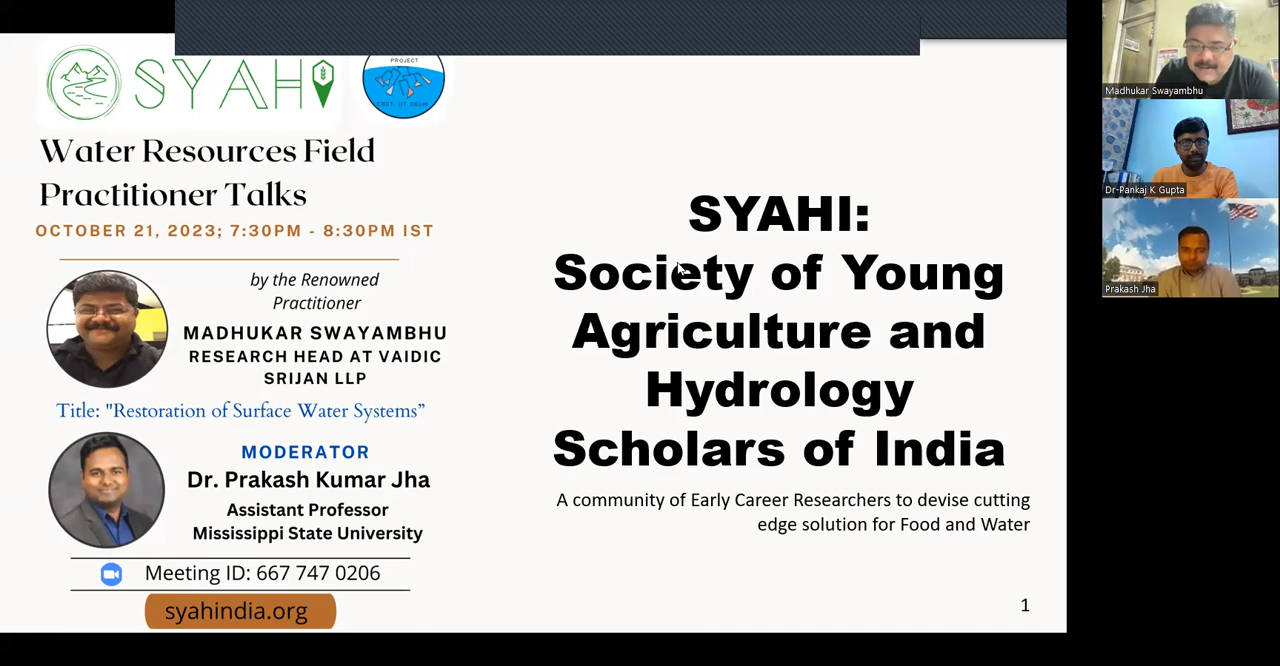 SYAHI
PROJECT
CRDT, IIT DELHI
Water Resources Field
Practitioner Talks
OCTOBER 21, 2023; 7:30PM - 8:30PM IST
by the Renowned
Practitioner
MADHUKAR SWAYAMBHU
RESEARCH HEAD AT VAIDIC
SRIJAN LLP
Title: "Restoration of Surface Water Systems”
MODERATOR
Dr. Prakash Kumar Jha
Assistant Professor
Mississippi State University
Meeting ID: 667 747 0206
syahindia.org
SYAHI:
Society of Young
Agriculture and
Hydrology
Scholars of India
A community of Early Career Researchers to devise cutting
edge solution for Food and Water
1
Madhukar Swayambhu
Dr-Pankaj K Gupta
Prakash Jha